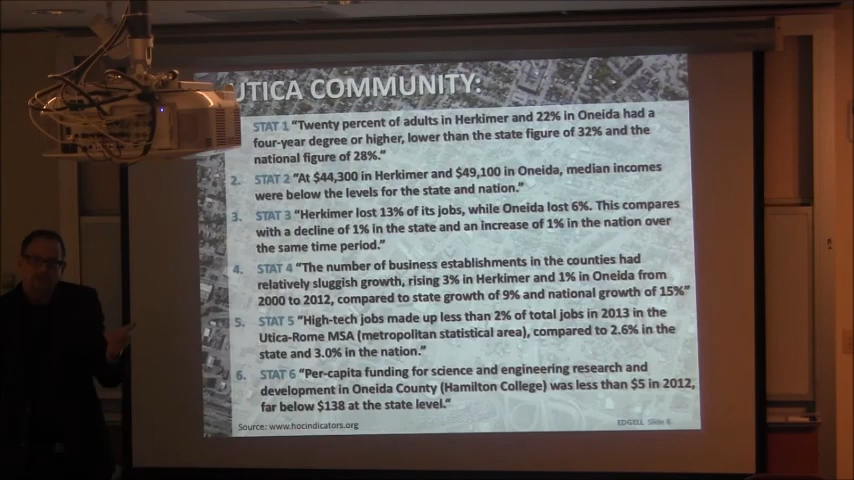 UTICA COMMUNITY:
STAT 1 "Twenty percent of adults in Herkimer and 22% in Oneida had a
four-year degree or higher, lower than the state figure of 32% and the
national figure of 28%."
2. STAT 2 "At $44,300 in Herkimer and $49,100 in Oneida, median incomes
were below the levels for the state and nation."
3. STAT 3 "Herkimer lost 13% of its jobs, while Oneida lost 6%. This compares
with a decline of 1% in the state and an increase of 1% in the nation over
the same time period."
4. STAT 4 "The number of business establishments in the counties had
relatively sluggish growth, rising 3% in Herkimer and 1% in Oneida from
2000 to 2012, compared to state growth of 9% and national growth of 15%"
5. STAT 5 "High-tech jobs made up less than 2% of total jobs in 2013 in the
Utica-Rome MSA (metropolitan statistical area), compared to 2.6% in the
state and 3.0% in the nation."
6. STAT 6 "Per-capita funding for science and engineering research and
development in Oneida County (Hamilton College) was less than $5 in 2012,
far below $138 at the state level."
Source: www.hocindicators.org
EDGELL Slide